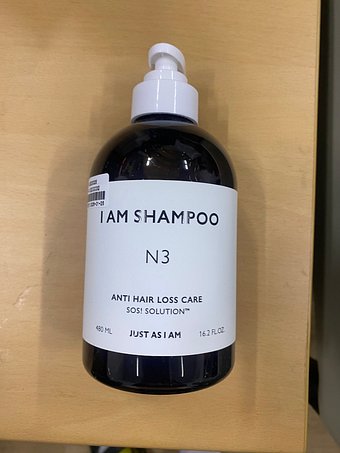 I AM SHAMPOO
N3
ANTI HAIR LOSS CARE
SOS! SOLUTION™
480 ML JUST AS I AM 16.2 FL.OZ.